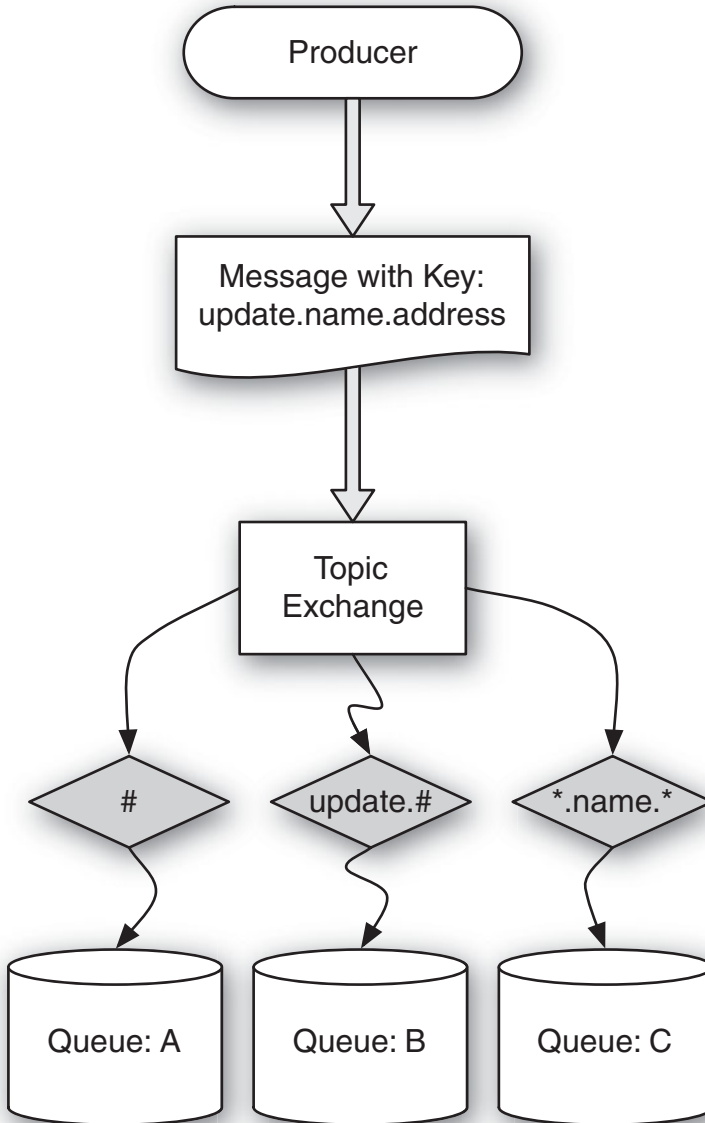 Producer
Message with Key:
update.name.address
Topic
Exchange
#
update.#
*.name.*
Queue: A
Queue: B
Queue: C